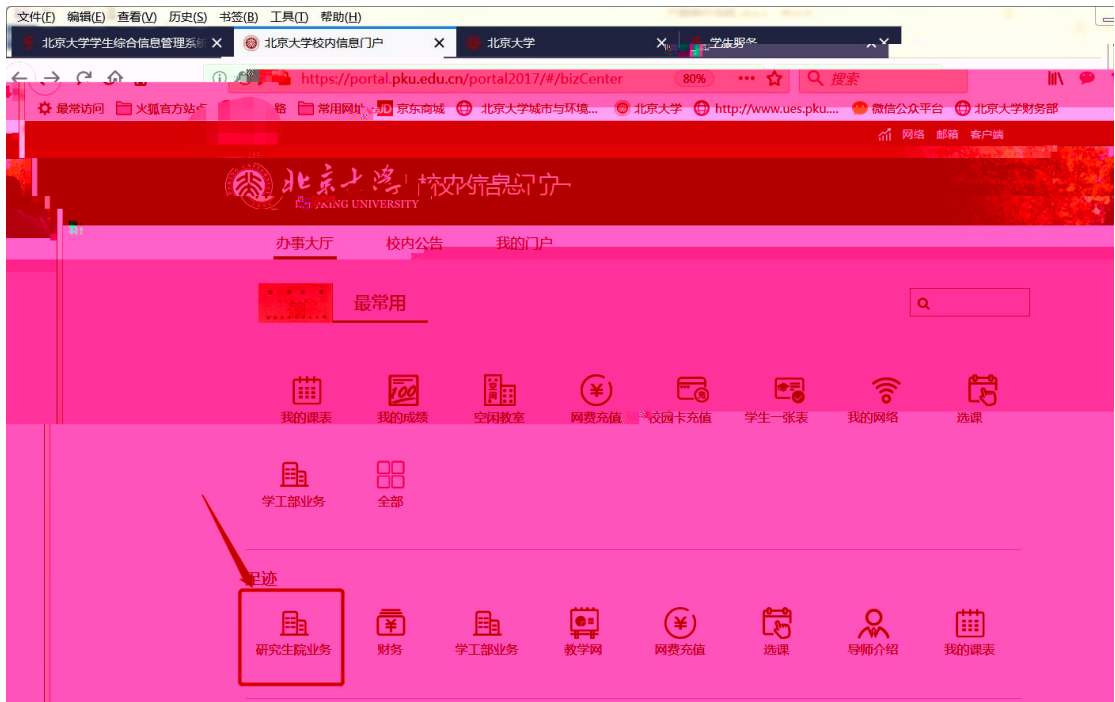 文件(F) 编辑(E) 查看(V) 历史(S) 书签(B) 工具(T) 帮助(H)
北京大学学生综合信息管理系统 北京大学校内信息门户 北京大学
https://portal.pku.edu.cn/portal2017/#/bizCenter 80% 搜索
最常访问 火狐官方站点 常用网址 JD 京东商城 北京大学城市与环境... 北京大学 http://www.ues.pku.... 微信公众平台 北京大学财务部
网络 邮箱 客户端
北京大学 校内信息门户
PEKING UNIVERSITY
办事大厅 校内公告 我的门户
最常用
我的课表 我的成绩 空闲教室 网费充值 校园卡充值 学生一张表 我的网络 选课
学工部业务 全部
足迹
研究生院业务 财务 学工部业务 教学网 网费充值 选课 导师介绍 我的课表